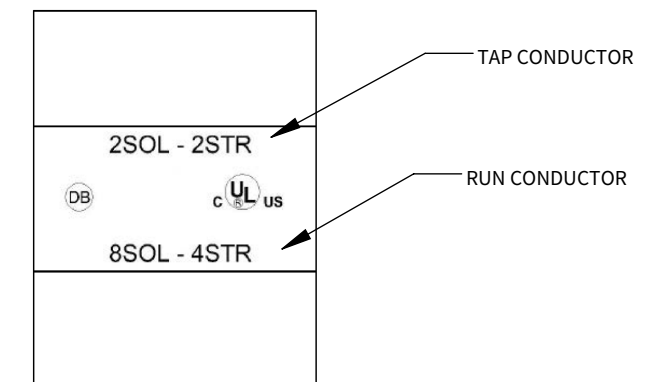 TAP CONDUCTOR
2SOL - 2STR
RUN CONDUCTOR
DB
C UL US
®
8SOL - 4STR